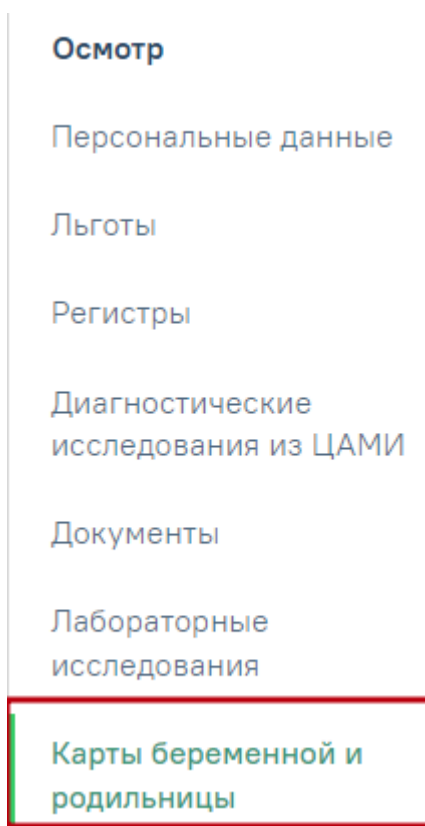 Осмотр
Персональные данные
Льготы
Регистры
Диагностические
исследования из ЦАМИ
Документы
Лабораторные
исследования
Карты беременной и
родильницы